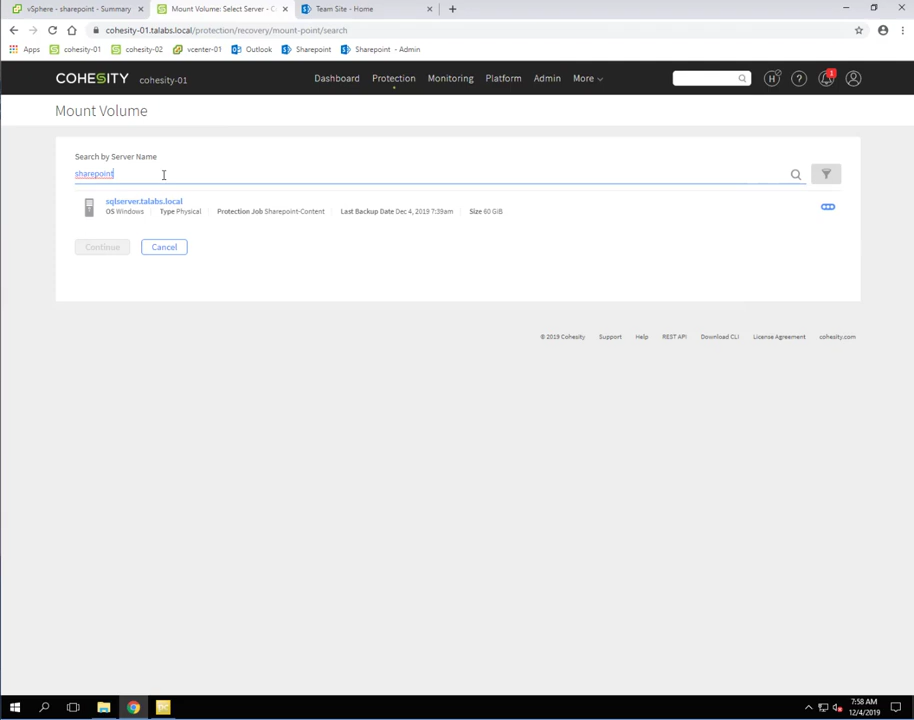 vSphere - sharepoint - Summary
Mount Volume: Select Server - C
Team Site - Home
cohesity-01.talabs.local/protection/recovery/mount-point/search
Apps
cohesity-01
cohesity-02
vcenter-01
Outlook
Sharepoint
Sharepoint - Admin
COHESITY
cohesity-01
Dashboard
Protection
Monitoring
Platform
Admin
More
H
?
1
Mount Volume
Search by Server Name
sharepoint
sqlserver.talabs.local
OS Windows | Type Physical | Protection Job Sharepoint-Content | Last Backup Date Dec 4, 2019 7:39am | Size 60 GiB
Continue
Cancel
© 2019 Cohesity
Support
Help
REST API
Download CLI
License Agreement
cohesity.com
7:58 AM
12/4/2019